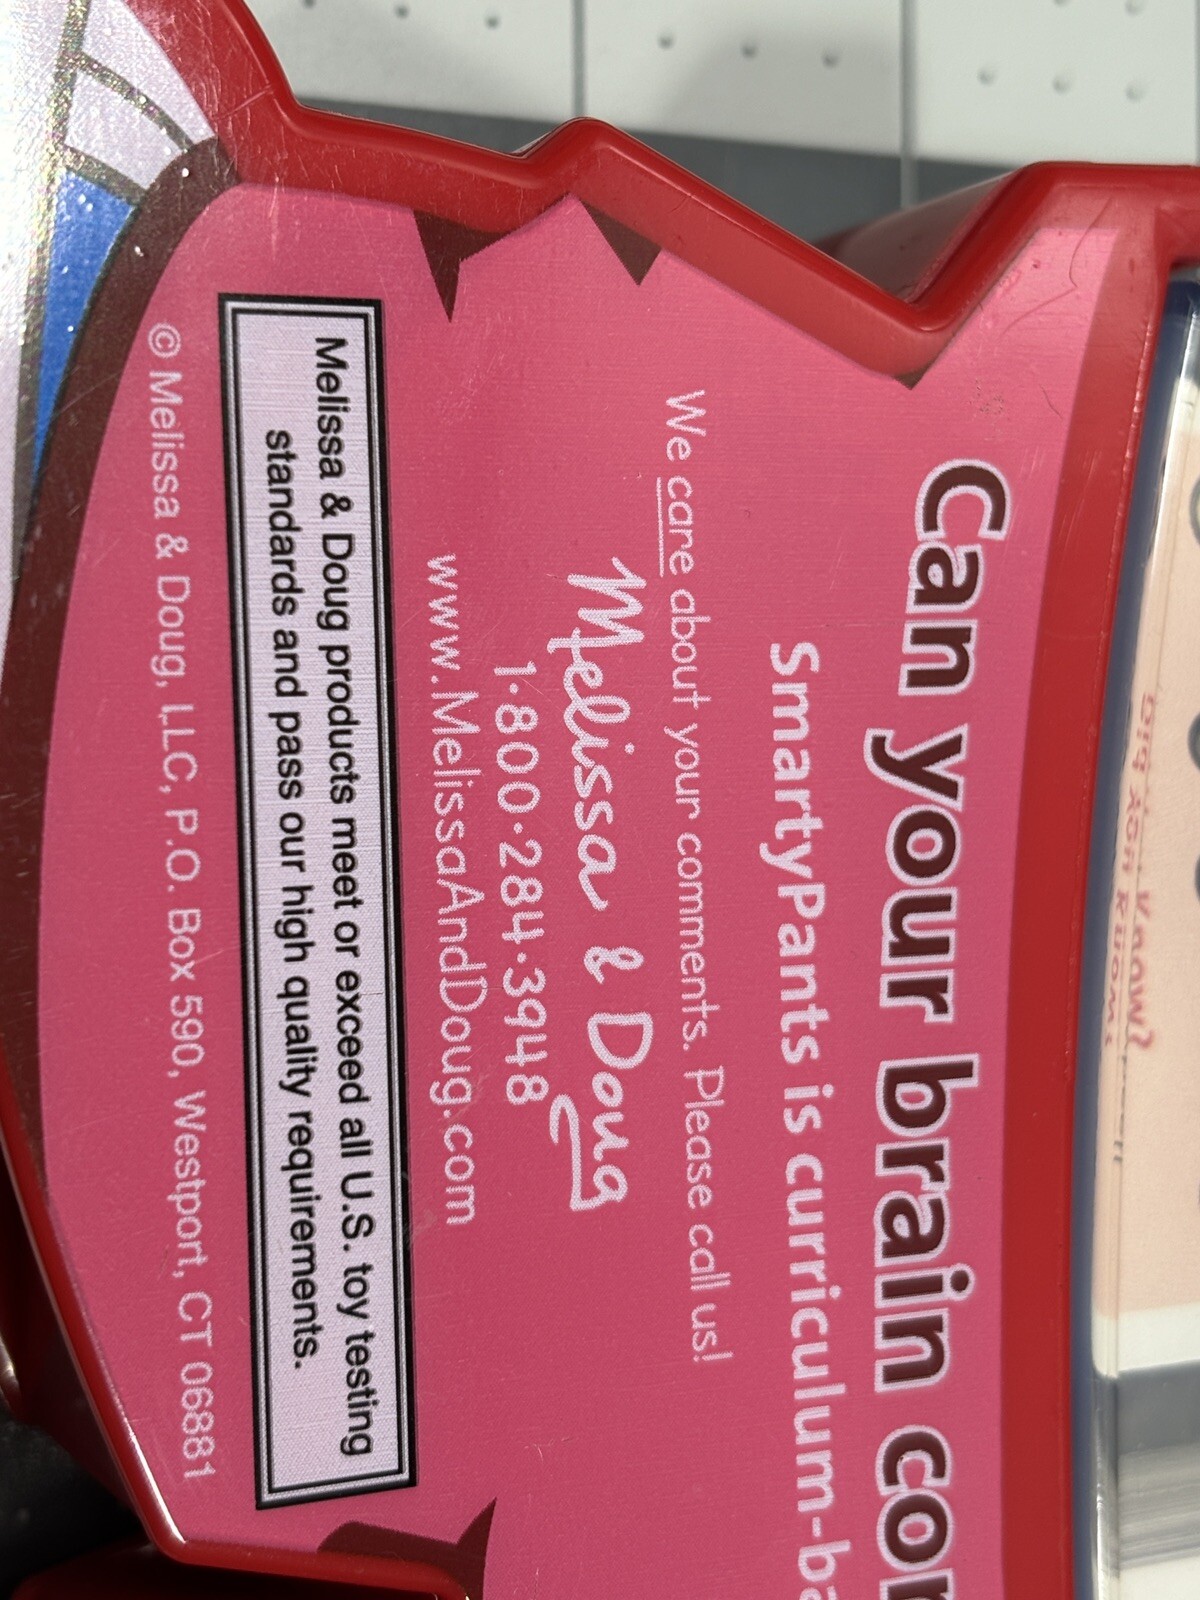 Can your brain con
SmartyPants is curriculum-ba
We care about your comments. Please call us!
Melissa & Doug
1·800·284·3948
www.MelissaAndDoug.com
Melissa & Doug products meet or exceed all U.S. toy testing
standards and pass our high quality requirements.
© Melissa & Doug, LLC, P.O. Box 590, Westport, CT 06881